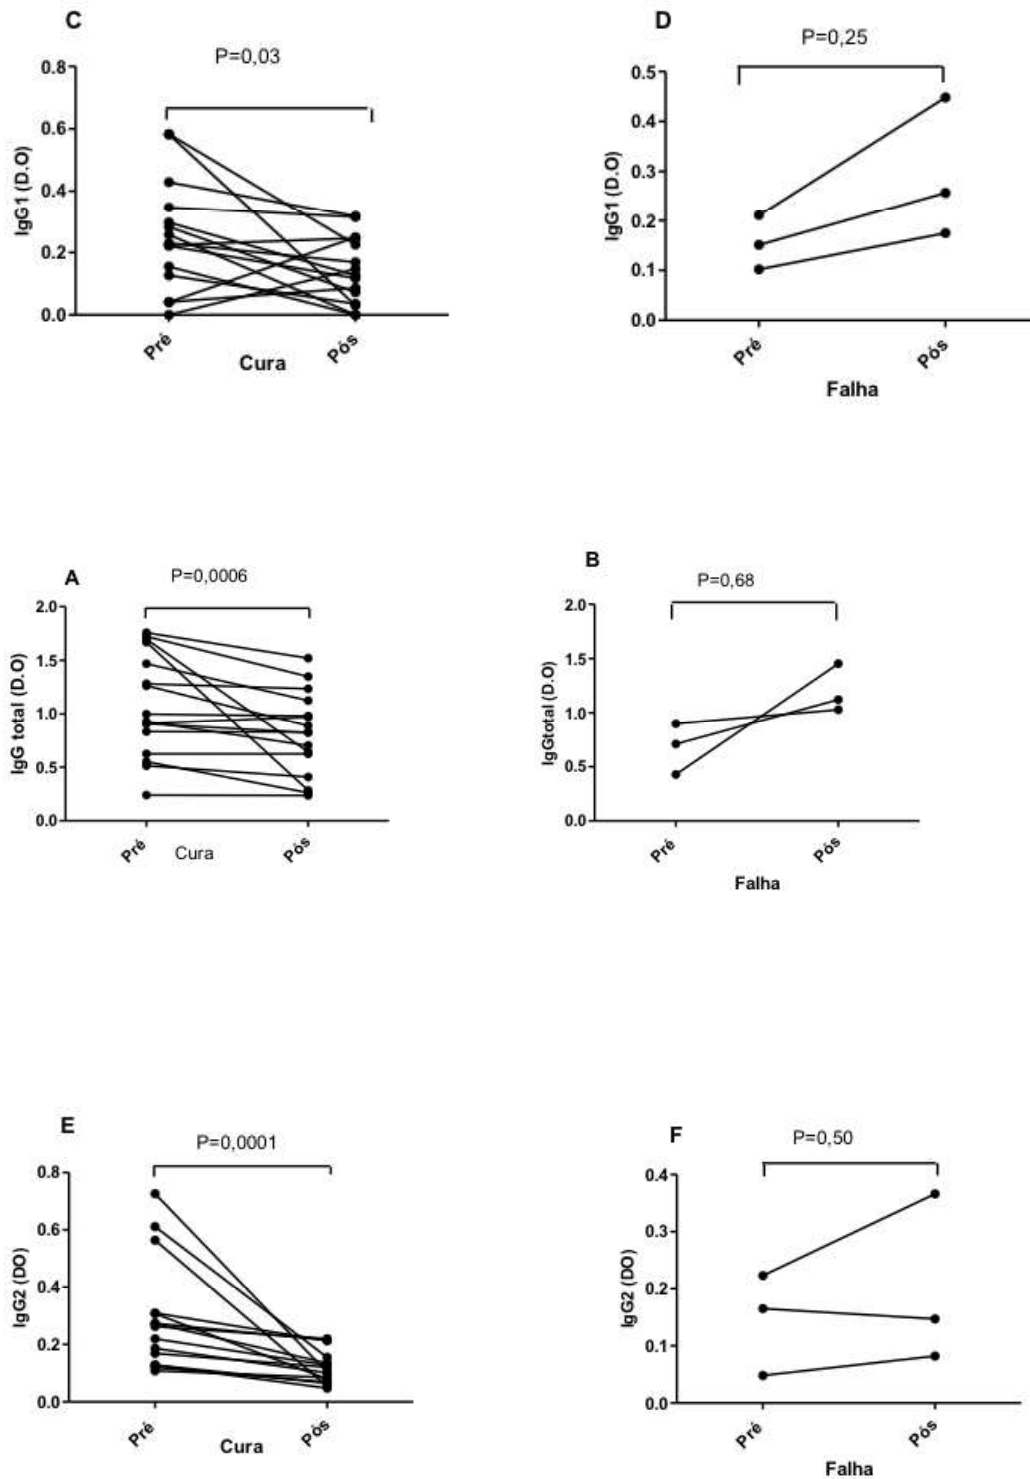 C
P=0,03
0.8
0.6
0.4
0.2
0.0
IgG1 (D.O)
Pré
Pós
Cura
D
P=0,25
0.5
0.4
0.3
0.2
0.1
0.0
IgG1 (D.O)
Pré
Pós
Falha
A
P=0,0006
2.0
1.5
1.0
0.5
0.0
IgG total (D.O)
Pré
Pós
Cura
B
P=0,68
2.0
1.5
1.0
0.5
0.0
IgGtotal (D.O)
Pré
Pós
Falha
E
P=0,0001
0.8
0.6
0.4
0.2
0.0
IgG2 (DO)
Pré
Pós
Cura
F
P=0,50
0.4
0.3
0.2
0.1
0.0
IgG2 (DO)
Pré
Pós
Falha